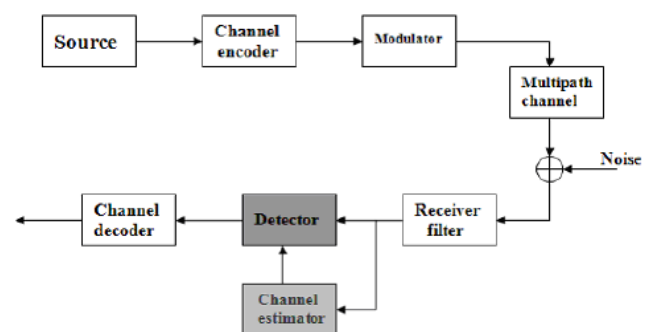 Source
Channel
encoder
Modulator
Multipath
channel
Noise
Channel
decoder
Detector
Receiver
filter
Channel
estimator